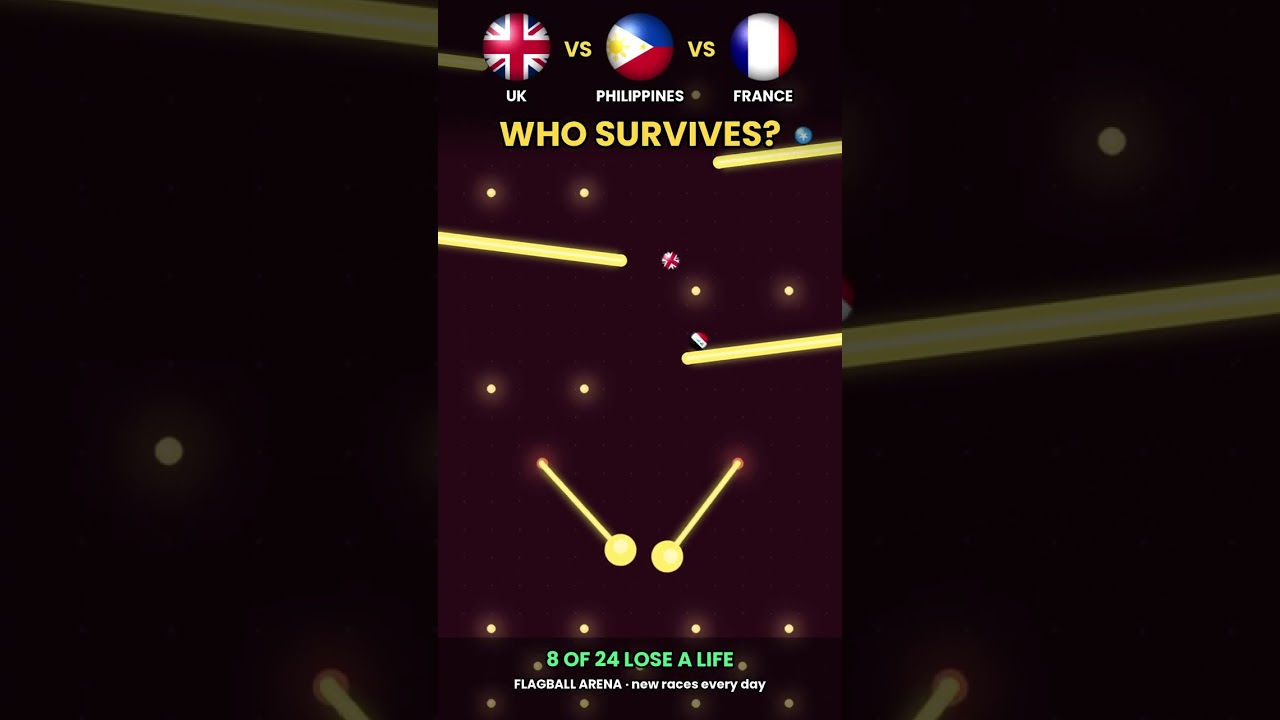 VS VS
UK PHILIPPINES FRANCE
WHO SURVIVES?
8 OF 24 LOSE A LIFE
FLAGBALL ARENA · new races every day